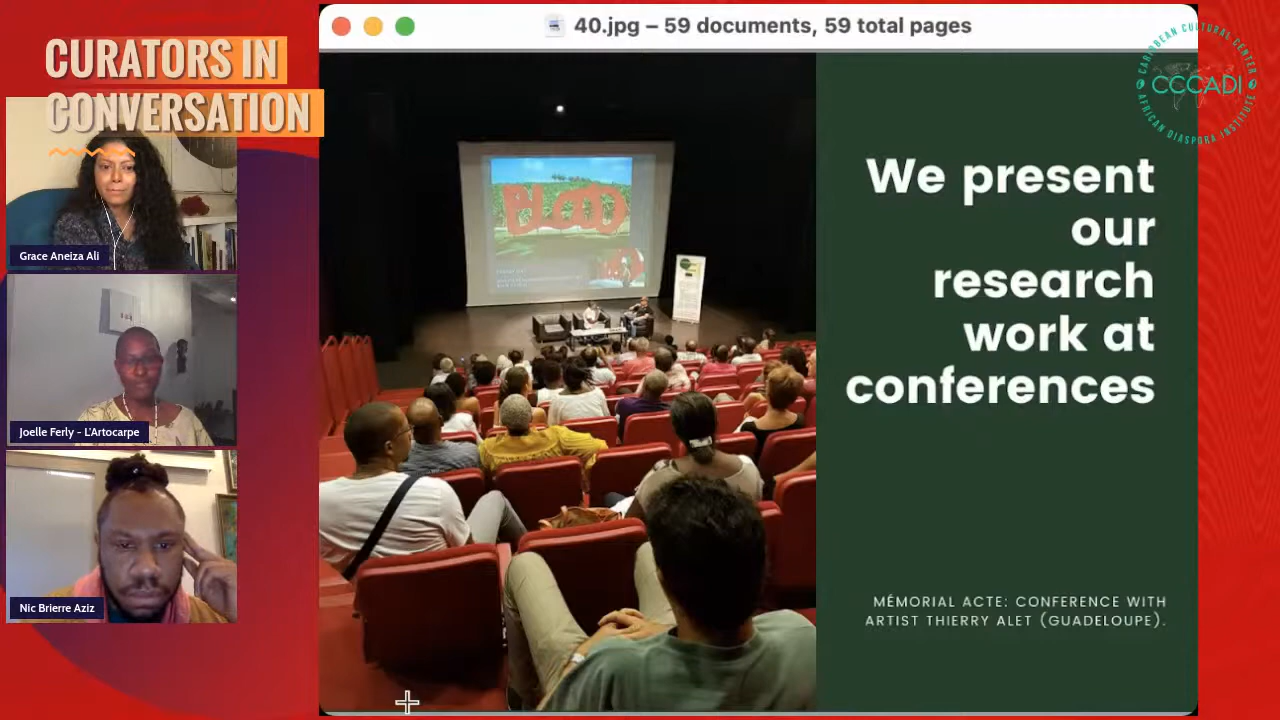 CURATORS IN
CONVERSATION
Grace Aneiza Ali
Joelle Ferly - L'Artocarpe
Nic Brierre Aziz
40.jpg – 59 documents, 59 total pages
BLOOD
We present
our
research
work at
conferences
MÉMORIAL ACTE: CONFERENCE WITH
ARTIST THIERRY ALET (GUADELOUPE).
CARIBBEAN CULTURAL CENTER
CCCADI
AFRICAN DIASPORA INSTITUTE